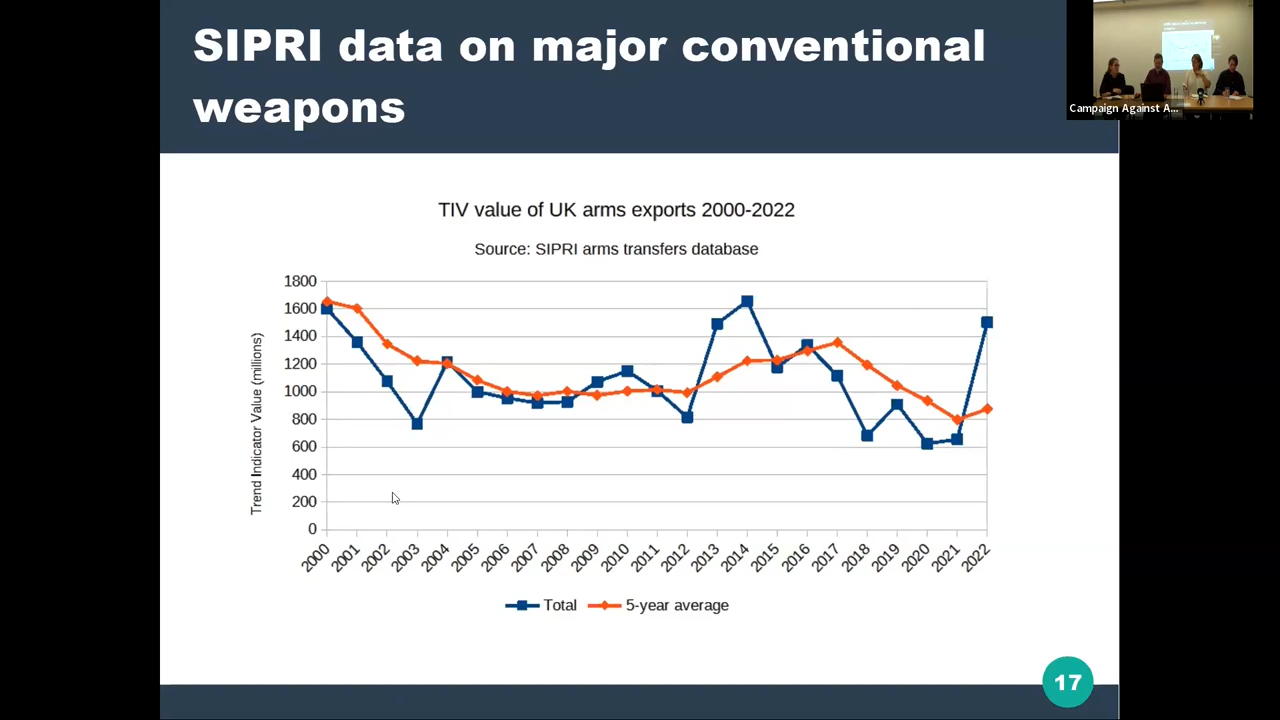 SIPRI data on major conventional
weapons
Campaign Against A...
TIV value of UK arms exports 2000-2022
Source: SIPRI arms transfers database
Trend Indicator Value (millions)
1800
1600
1400
1200
1000
800
600
400
200
0
2000 2001 2002 2003 2004 2005 2006 2007 2008 2009 2010 2011 2012 2013 2014 2015 2016 2017 2018 2019 2020 2021 2022
Total 5-year average
17